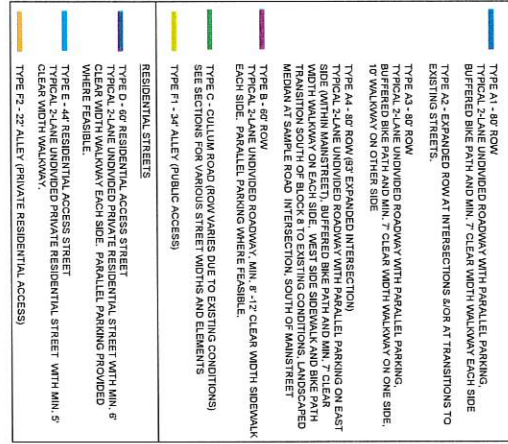 TYPE A1 - 80' ROW
TYPICAL 2-LANE UNDIVIDED ROADWAY WITH PARALLEL PARKING,
BUFFERED BIKE PATH AND MIN. 7' CLEAR WIDTH WALKWAY EACH SIDE
TYPE A2 - EXPANDED ROW AT INTERSECTIONS &/OR AT TRANSITIONS TO
EXISTING STREETS.
TYPE A3 - 80' ROW
TYPICAL 2-LANE UNDIVIDED ROADWAY WITH PARALLEL PARKING,
BUFFERED BIKE PATH AND MIN. 7' CLEAR WIDTH WALKWAY ON ONE SIDE,
10' WALKWAY ON OTHER SIDE
TYPE A4 - 80' ROW (93' EXPANDED INTERSECTION)
TYPICAL 2-LANE UNDIVIDED ROADWAY WITH PARALLEL PARKING ON EAST
SIDE (WITHIN MAINSTREET), BUFFERED BIKE PATH AND MIN. 7' CLEAR
WIDTH WALKWAY ON EACH SIDE. WEST SIDE SIDEWALK AND BIKE PATH
TRANSITION SOUTH OF BLOCK 8 TO EXISTING CONDITIONS, LANDSCAPED
MEDIAN AT SAMPLE ROAD INTERSECTION, SOUTH OF MAINSTREET
TYPE B - 60' ROW
TYPICAL 2-LANE UNDIVIDED ROADWAY, MIN. 8' -12' CLEAR WIDTH SIDEWALK
EACH SIDE. PARALLEL PARKING WHERE FEASIBLE.
TYPE C - CULLUM ROAD (ROW VARIES DUE TO EXISTING CONDITIONS)
SEE SECTIONS FOR VARIOUS STREET WIDTHS AND ELEMENTS
TYPE F1 - 34' ALLEY (PUBLIC ACCESS)
RESIDENTIAL STREETS
TYPE D - 60' RESIDENTIAL ACCESS STREET
TYPICAL 2-LANE UNDIVIDED PRIVATE RESIDENTIAL STREET WITH MIN. 6'
CLEAR WIDTH WALKWAY EACH SIDE. PARALLEL PARKING PROVIDED
WHERE FEASIBLE.
TYPE E - 44' RESIDENTIAL ACCESS STREET
TYPICAL 2-LANE UNDIVIDED PRIVATE RESIDENTIAL STREET WITH MIN. 5'
CLEAR WIDTH WALKWAY.
TYPE F2 - 22' ALLEY (PRIVATE RESIDENTIAL ACCESS)